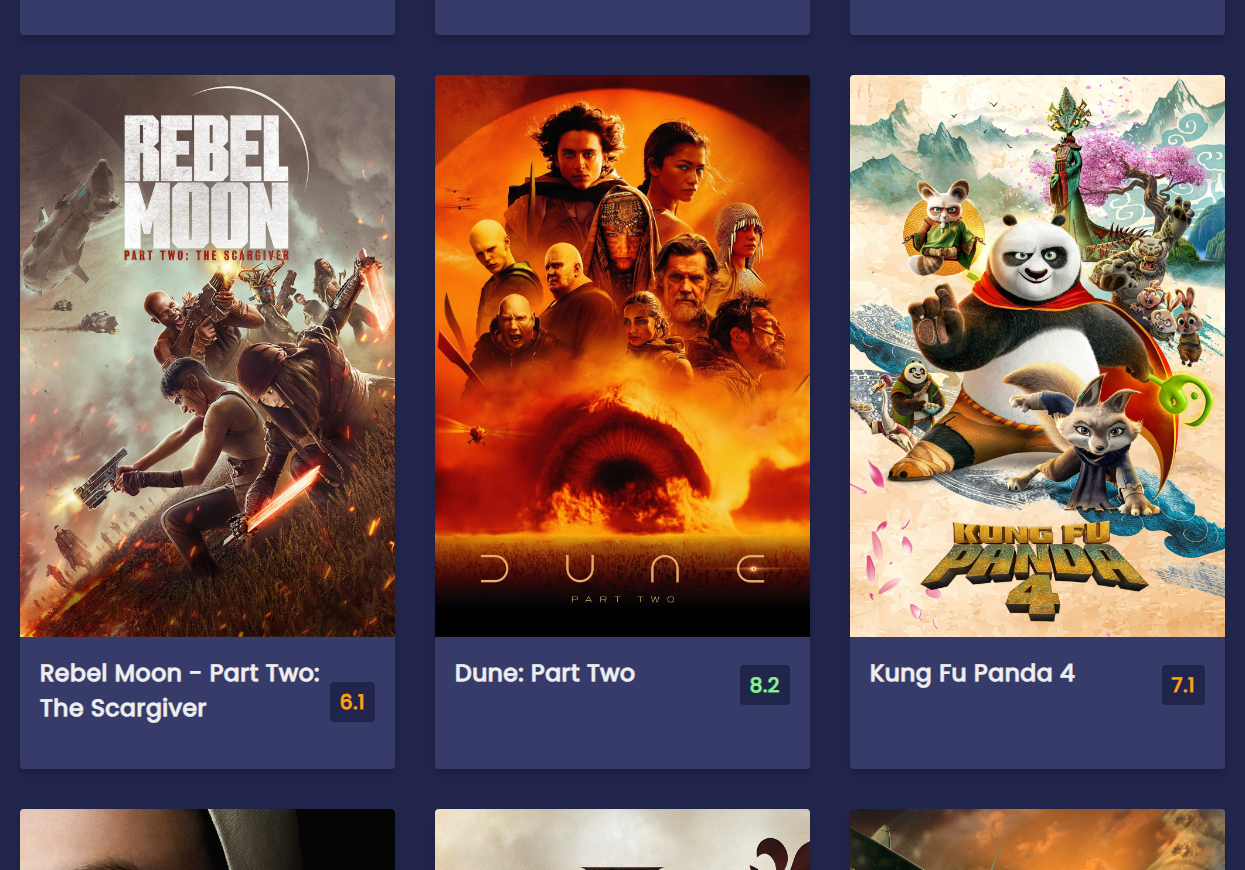 REBEL
MOON
PART TWO: THE SCARGIVER
DUNE
PART TWO
KUNG FU
PANDA
4
Rebel Moon - Part Two:
The Scargiver
6.1
Dune: Part Two
8.2
Kung Fu Panda 4
7.1